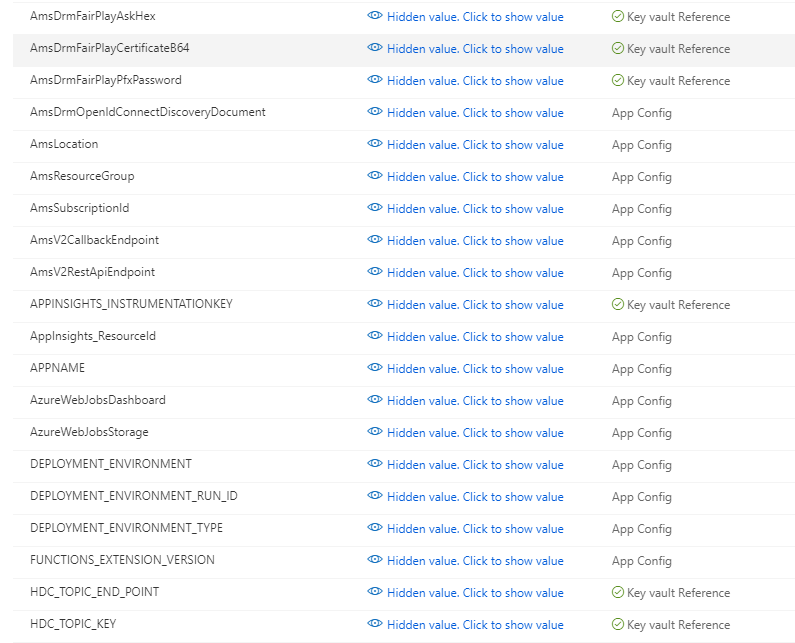 AmsDrmFairPlayAskHex Hidden value. Click to show value Key vault Reference
AmsDrmFairPlayCertificateB64 Hidden value. Click to show value Key vault Reference
AmsDrmFairPlayPfxPassword Hidden value. Click to show value Key vault Reference
AmsDrmOpenIdConnectDiscoveryDocument Hidden value. Click to show value App Config
AmsLocation Hidden value. Click to show value App Config
AmsResourceGroup Hidden value. Click to show value App Config
AmsSubscriptionId Hidden value. Click to show value App Config
AmsV2CallbackEndpoint Hidden value. Click to show value App Config
AmsV2RestApiEndpoint Hidden value. Click to show value App Config
APPINSIGHTS_INSTRUMENTATIONKEY Hidden value. Click to show value Key vault Reference
AppInsights_ResourceId Hidden value. Click to show value App Config
APPNAME Hidden value. Click to show value App Config
AzureWebJobsDashboard Hidden value. Click to show value App Config
AzureWebJobsStorage Hidden value. Click to show value App Config
DEPLOYMENT_ENVIRONMENT Hidden value. Click to show value App Config
DEPLOYMENT_ENVIRONMENT_RUN_ID Hidden value. Click to show value App Config
DEPLOYMENT_ENVIRONMENT_TYPE Hidden value. Click to show value App Config
FUNCTIONS_EXTENSION_VERSION Hidden value. Click to show value App Config
HDC_TOPIC_END_POINT Hidden value. Click to show value Key vault Reference
HDC_TOPIC_KEY Hidden value. Click to show value Key vault Reference